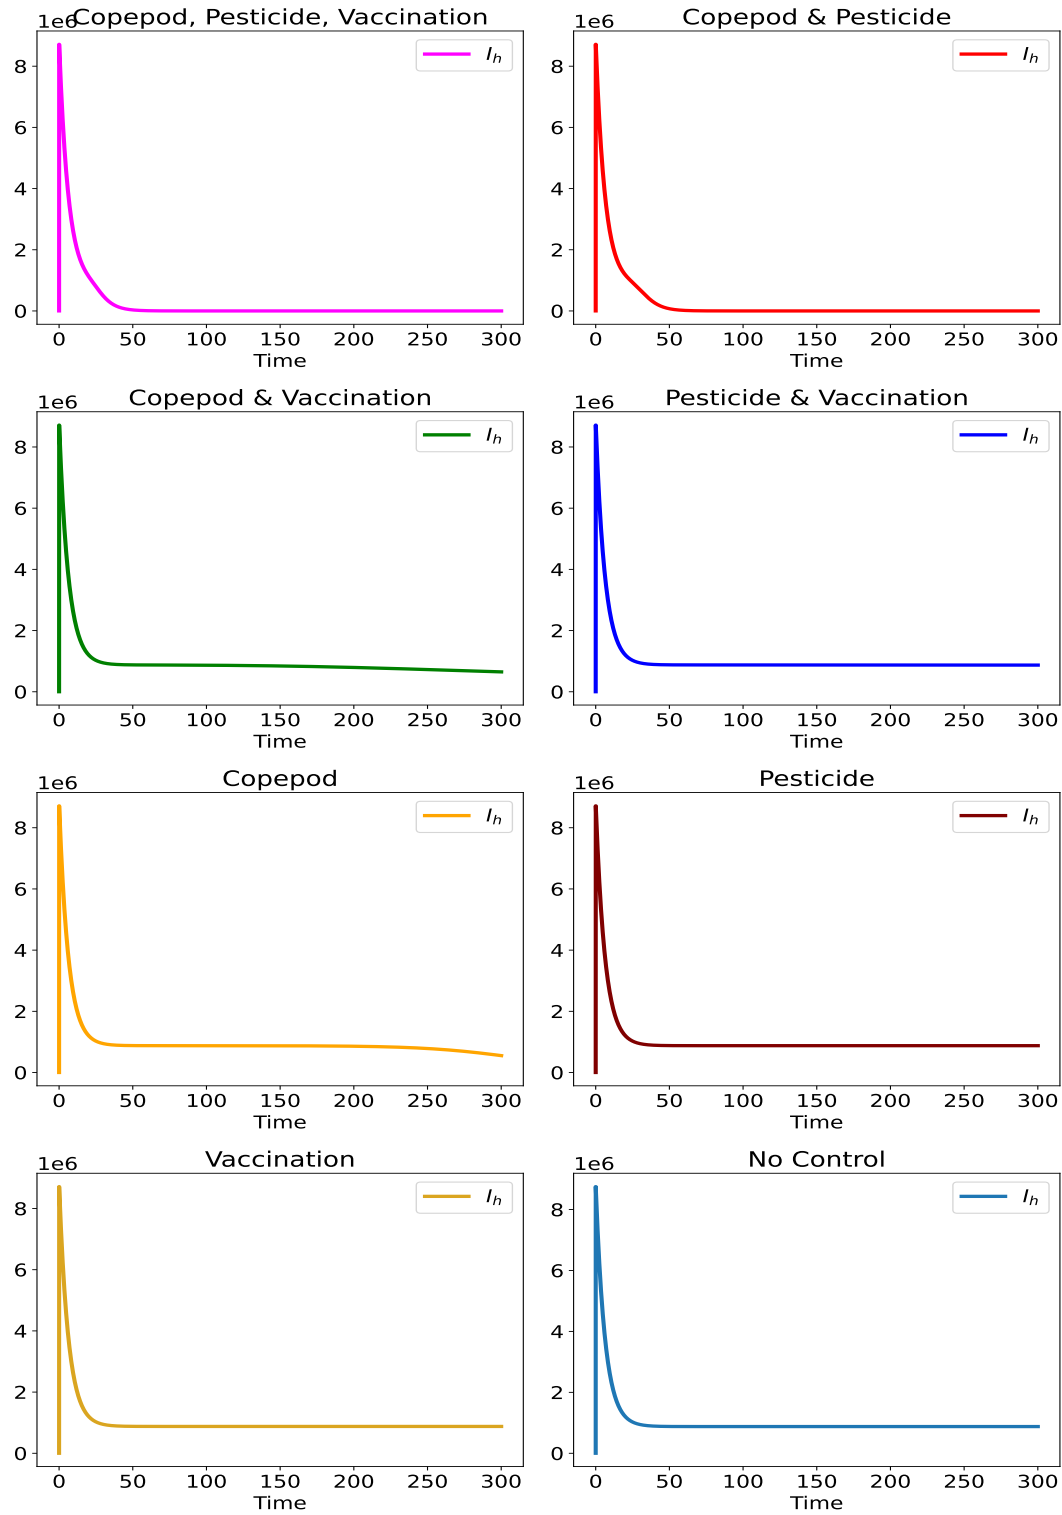 Copepod, Pesticide, Vaccination
1e6
I_h
8
6
4
2
0
0 50 100 150 200 250 300
Time
Copepod & Pesticide
1e6
I_h
8
6
4
2
0
0 50 100 150 200 250 300
Time
Copepod & Vaccination
1e6
I_h
8
6
4
2
0
0 50 100 150 200 250 300
Time
Pesticide & Vaccination
1e6
I_h
8
6
4
2
0
0 50 100 150 200 250 300
Time
Copepod
1e6
I_h
8
6
4
2
0
0 50 100 150 200 250 300
Time
Pesticide
1e6
I_h
8
6
4
2
0
0 50 100 150 200 250 300
Time
Vaccination
1e6
I_h
8
6
4
2
0
0 50 100 150 200 250 300
Time
No Control
1e6
I_h
8
6
4
2
0
0 50 100 150 200 250 300
Time